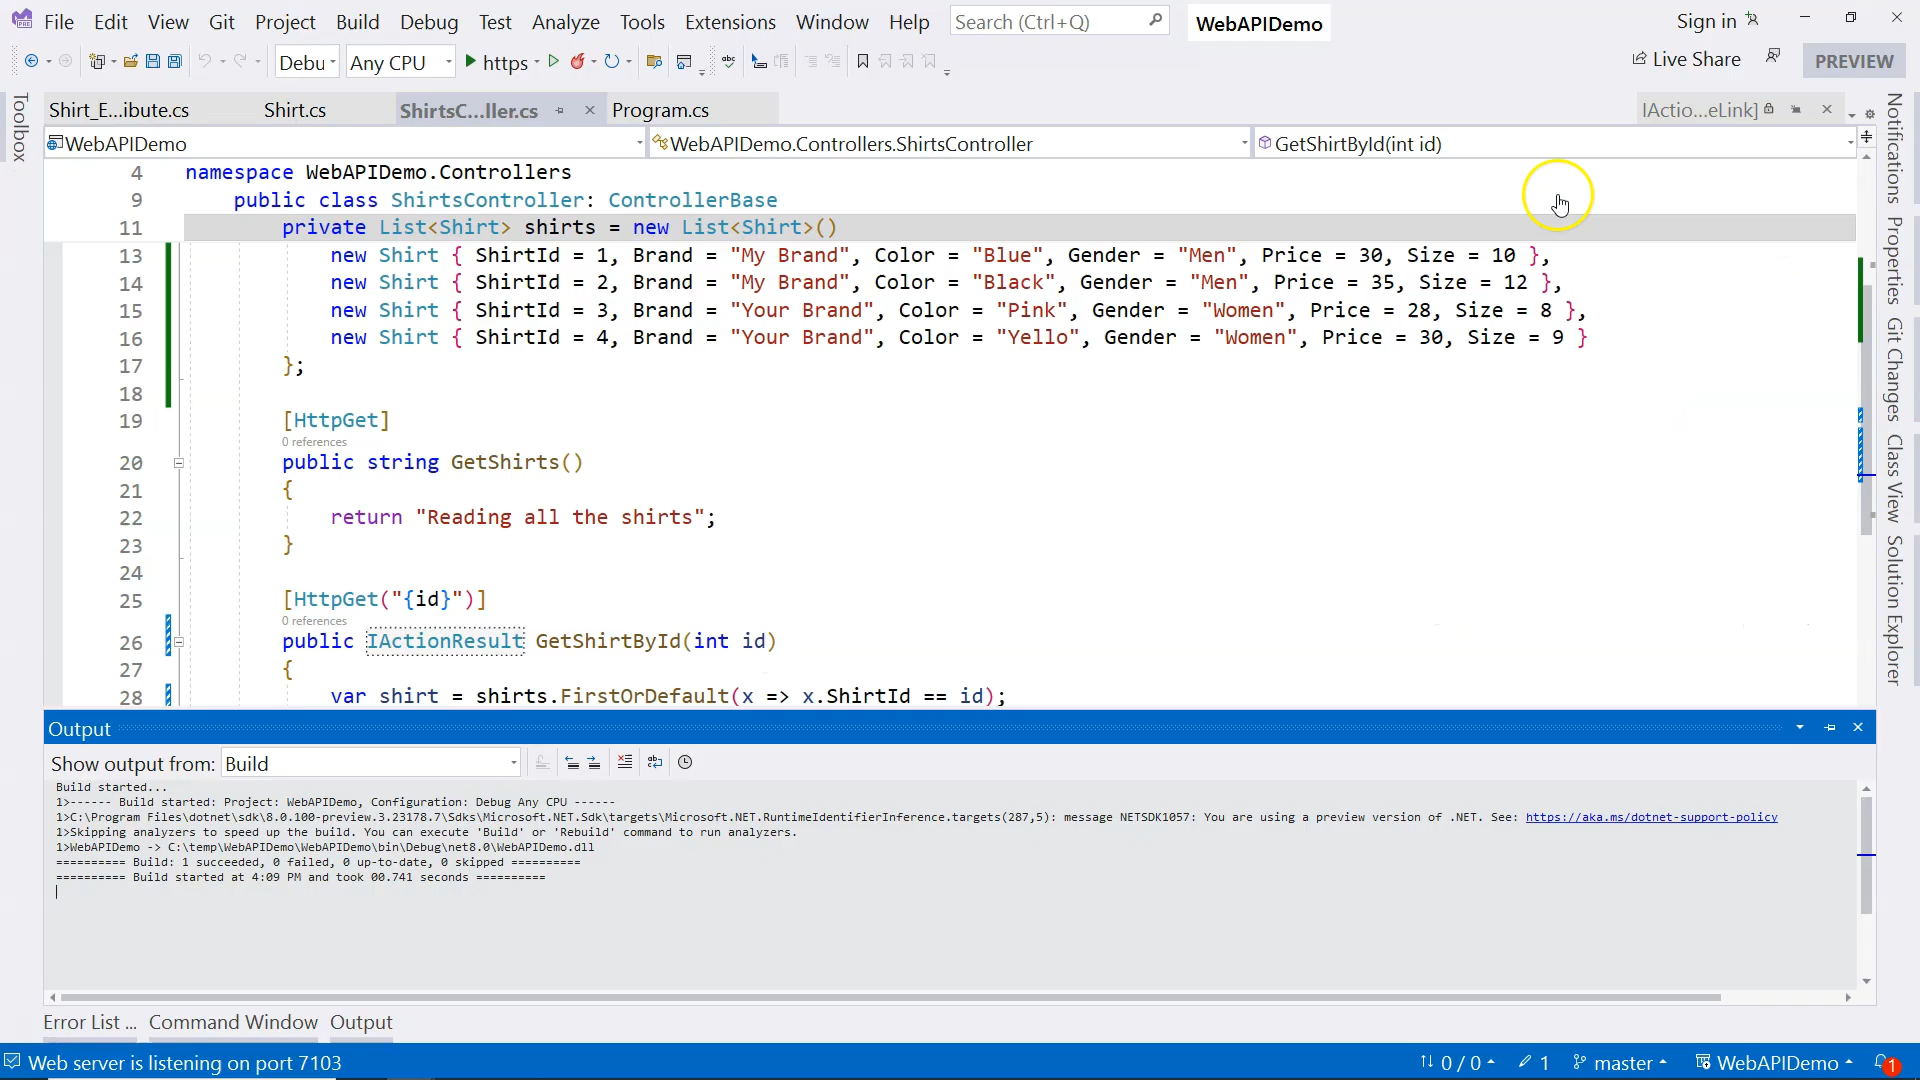 File Edit View Git Project Build Debug Test Analyze Tools Extensions Window Help Search (Ctrl+Q) WebAPIDemo Sign in
Debu Any CPU https Live Share PREVIEW
Toolbox
Shirt_E...ibute.cs Shirt.cs ShirtsC...ller.cs Program.cs IActio...eLink]
WebAPIDemo WebAPIDemo.Controllers.ShirtsController GetShirtById(int id)
4 namespace WebAPIDemo.Controllers
9 public class ShirtsController: ControllerBase
11 private List<Shirt> shirts = new List<Shirt>()
13 new Shirt { ShirtId = 1, Brand = "My Brand", Color = "Blue", Gender = "Men", Price = 30, Size = 10 },
14 new Shirt { ShirtId = 2, Brand = "My Brand", Color = "Black", Gender = "Men", Price = 35, Size = 12 },
15 new Shirt { ShirtId = 3, Brand = "Your Brand", Color = "Pink", Gender = "Women", Price = 28, Size = 8 },
16 new Shirt { ShirtId = 4, Brand = "Your Brand", Color = "Yello", Gender = "Women", Price = 30, Size = 9 }
17 };
18
19 [HttpGet]
0 references
20 public string GetShirts()
21 {
22 return "Reading all the shirts";
23 }
24
25 [HttpGet("{id}")]
0 references
26 public IActionResult GetShirtById(int id)
27 {
28 var shirt = shirts.FirstOrDefault(x => x.ShirtId == id);
Notifications
Properties
Git Changes
Class View
Solution Explorer
Output
Show output from: Build
Build started...
1>------ Build started: Project: WebAPIDemo, Configuration: Debug Any CPU ------
1>C:\Program Files\dotnet\sdk\8.0.100-preview.3.23178.7\Sdks\Microsoft.NET.Sdk\targets\Microsoft.NET.RuntimeIdentifierInference.targets(287,5): message NETSDK1057: You are using a preview version of .NET. See: https://aka.ms/dotnet-support-policy
1>Skipping analyzers to speed up the build. You can execute 'Build' or 'Rebuild' command to run analyzers.
1>WebAPIDemo -> C:\temp\WebAPIDemo\WebAPIDemo\bin\Debug\net8.0\WebAPIDemo.dll
========== Build: 1 succeeded, 0 failed, 0 up-to-date, 0 skipped ==========
========== Build started at 4:09 PM and took 00.741 seconds ==========
Error List ... Command Window Output
Web server is listening on port 7103 0 / 0 1 master WebAPIDemo 1